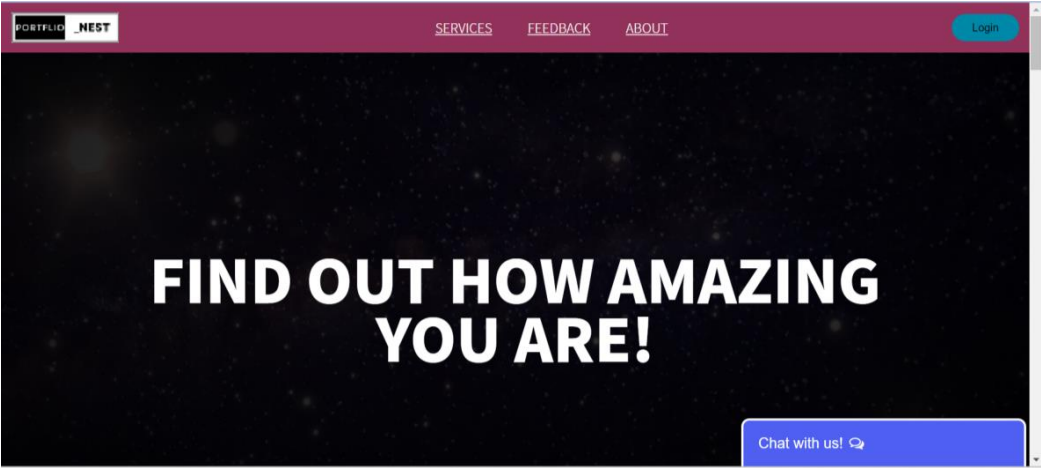 PORTFLIO _NEST
SERVICES FEEDBACK ABOUT
Login
FIND OUT HOW AMAZING
YOU ARE!
Chat with us!